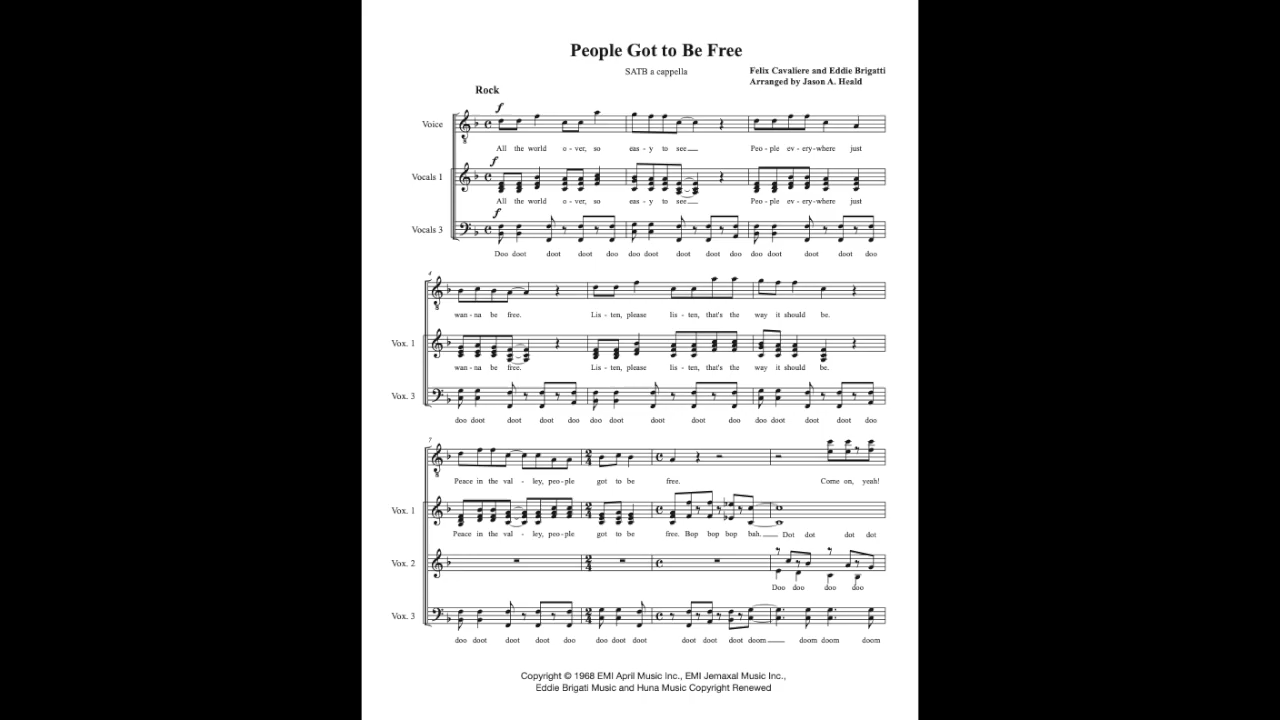 People Got to Be Free
SATB a cappella
Felix Cavaliere and Eddie Brigatti
Arranged by Jason A. Heald
Rock
f
Voice
All the world o - ver, so eas - y to see Peo - ple ev - ery-where just
f
Vocals 1
All the world o - ver, so eas - y to see Peo - ple ev - ery-where just
f
Vocals 3
Doo doot doot doot doo doo doot doot doot doo doo doot doot doot doo
4
wan - na be free. Lis - ten, please lis - ten, that's the way it should be.
Vox. 1
wan - na be free. Lis - ten, please lis - ten, that's the way it should be.
Vox. 3
doo doot doot doot doo doo doot doot doot doo doo doot doot doot doo
7
Peace in the val - ley, peo - ple got to be free. Come on, yeah!
Vox. 1
Peace in the val - ley, peo - ple got to be free. Bop bop bop bah. Dot dot dot dot
Vox. 2
Doo doo doo doo
Vox. 3
doo doot doot doot doo doo doot doot doot doot doot doom doom doom doom
Copyright © 1968 EMI April Music Inc., EMI Jemaxal Music Inc.,
Eddie Brigati Music and Huna Music Copyright Renewed